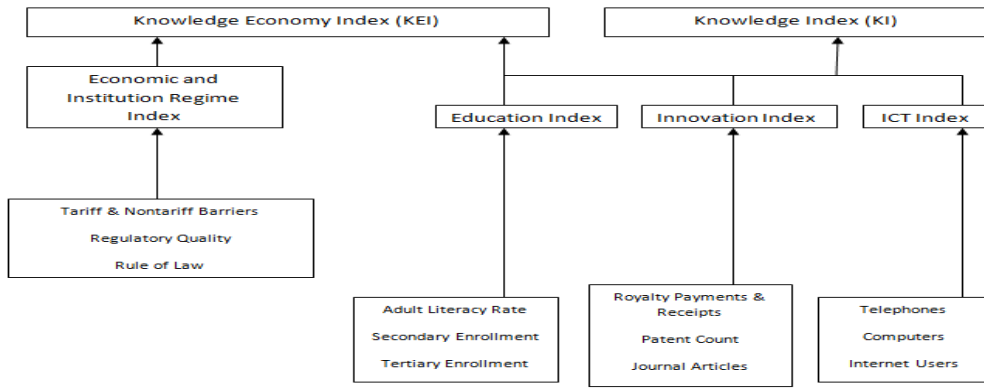 Knowledge Economy Index (KEI)
Knowledge Index (KI)
Economic and
Institution Regime
Index
Education Index
Innovation Index
ICT Index
Tariff & Nontariff Barriers
Regulatory Quality
Rule of Law
Adult Literacy Rate
Secondary Enrollment
Tertiary Enrollment
Royalty Payments &
Receipts
Patent Count
Journal Articles
Telephones
Computers
Internet Users